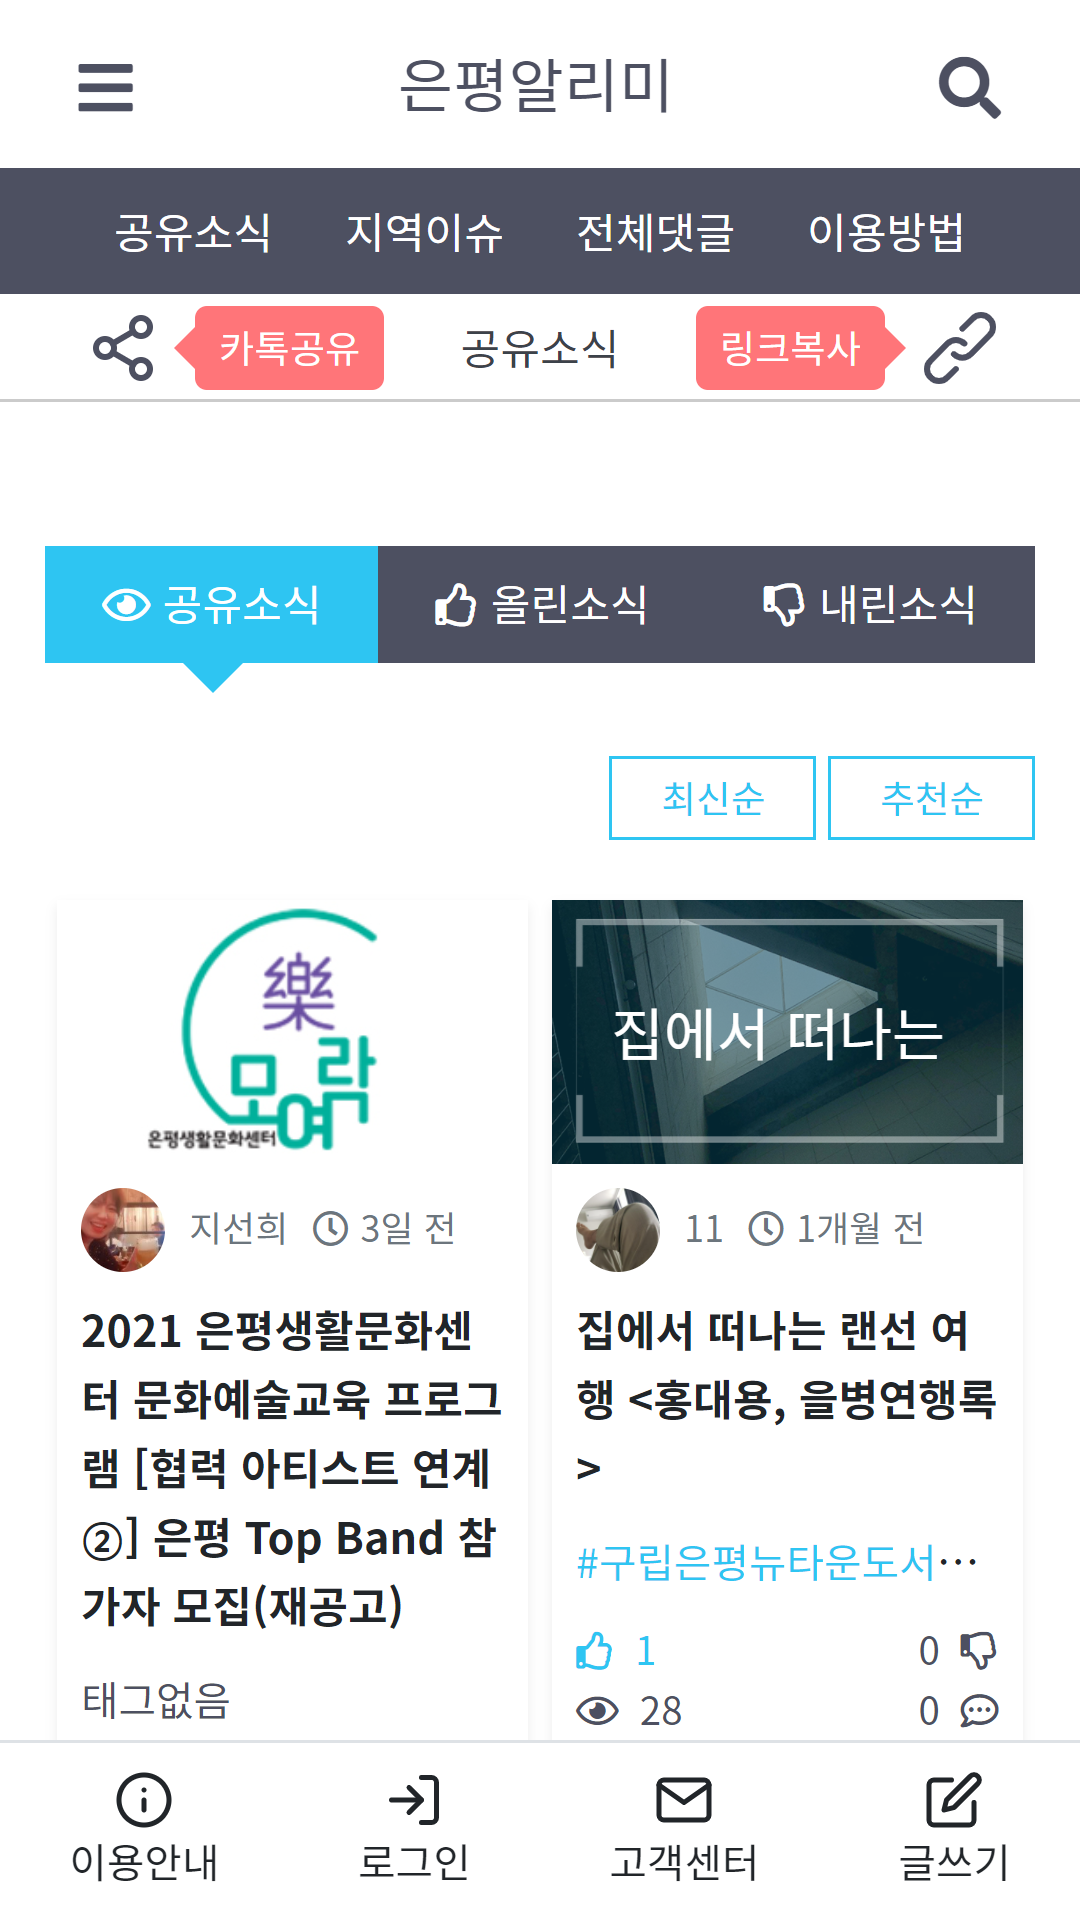 은평알리미
공유소식 지역이슈 전체댓글 이용방법
카톡공유 공유소식 링크복사
공유소식 올린소식 내린소식
최신순 추천순
樂
모여락
은평생활문화센터
지선희 3일 전
2021 은평생활문화센
터 문화예술교육 프로그
램 [협력 아티스트 연계
②] 은평 Top Band 참
가자 모집(재공고)
태그없음
집에서 떠나는
11 1개월 전
집에서 떠나는 랜선 여
행 <홍대용, 을병연행록
>
#구립은평뉴타운도서…
1 0
28 0
이용안내 로그인 고객센터 글쓰기